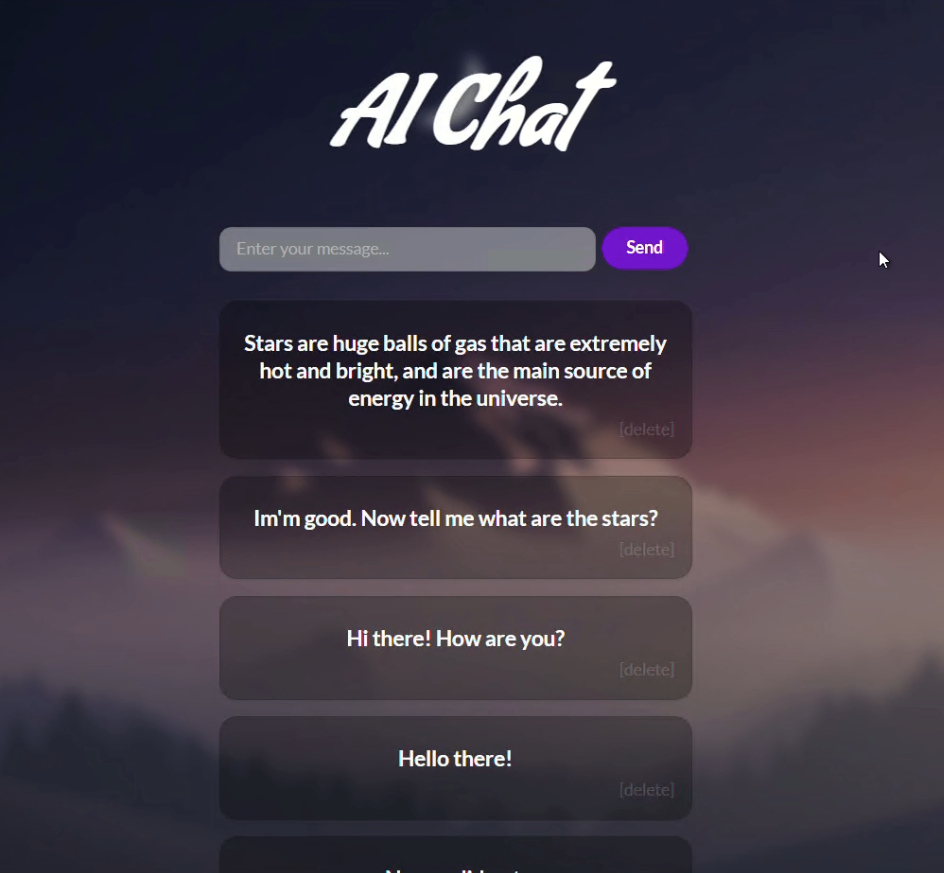 AI Chat
Enter your message...
Send
Stars are huge balls of gas that are extremely
hot and bright, and are the main source of
energy in the universe.
[delete]
Im'm good. Now tell me what are the stars?
[delete]
Hi there! How are you?
[delete]
Hello there!
[delete]